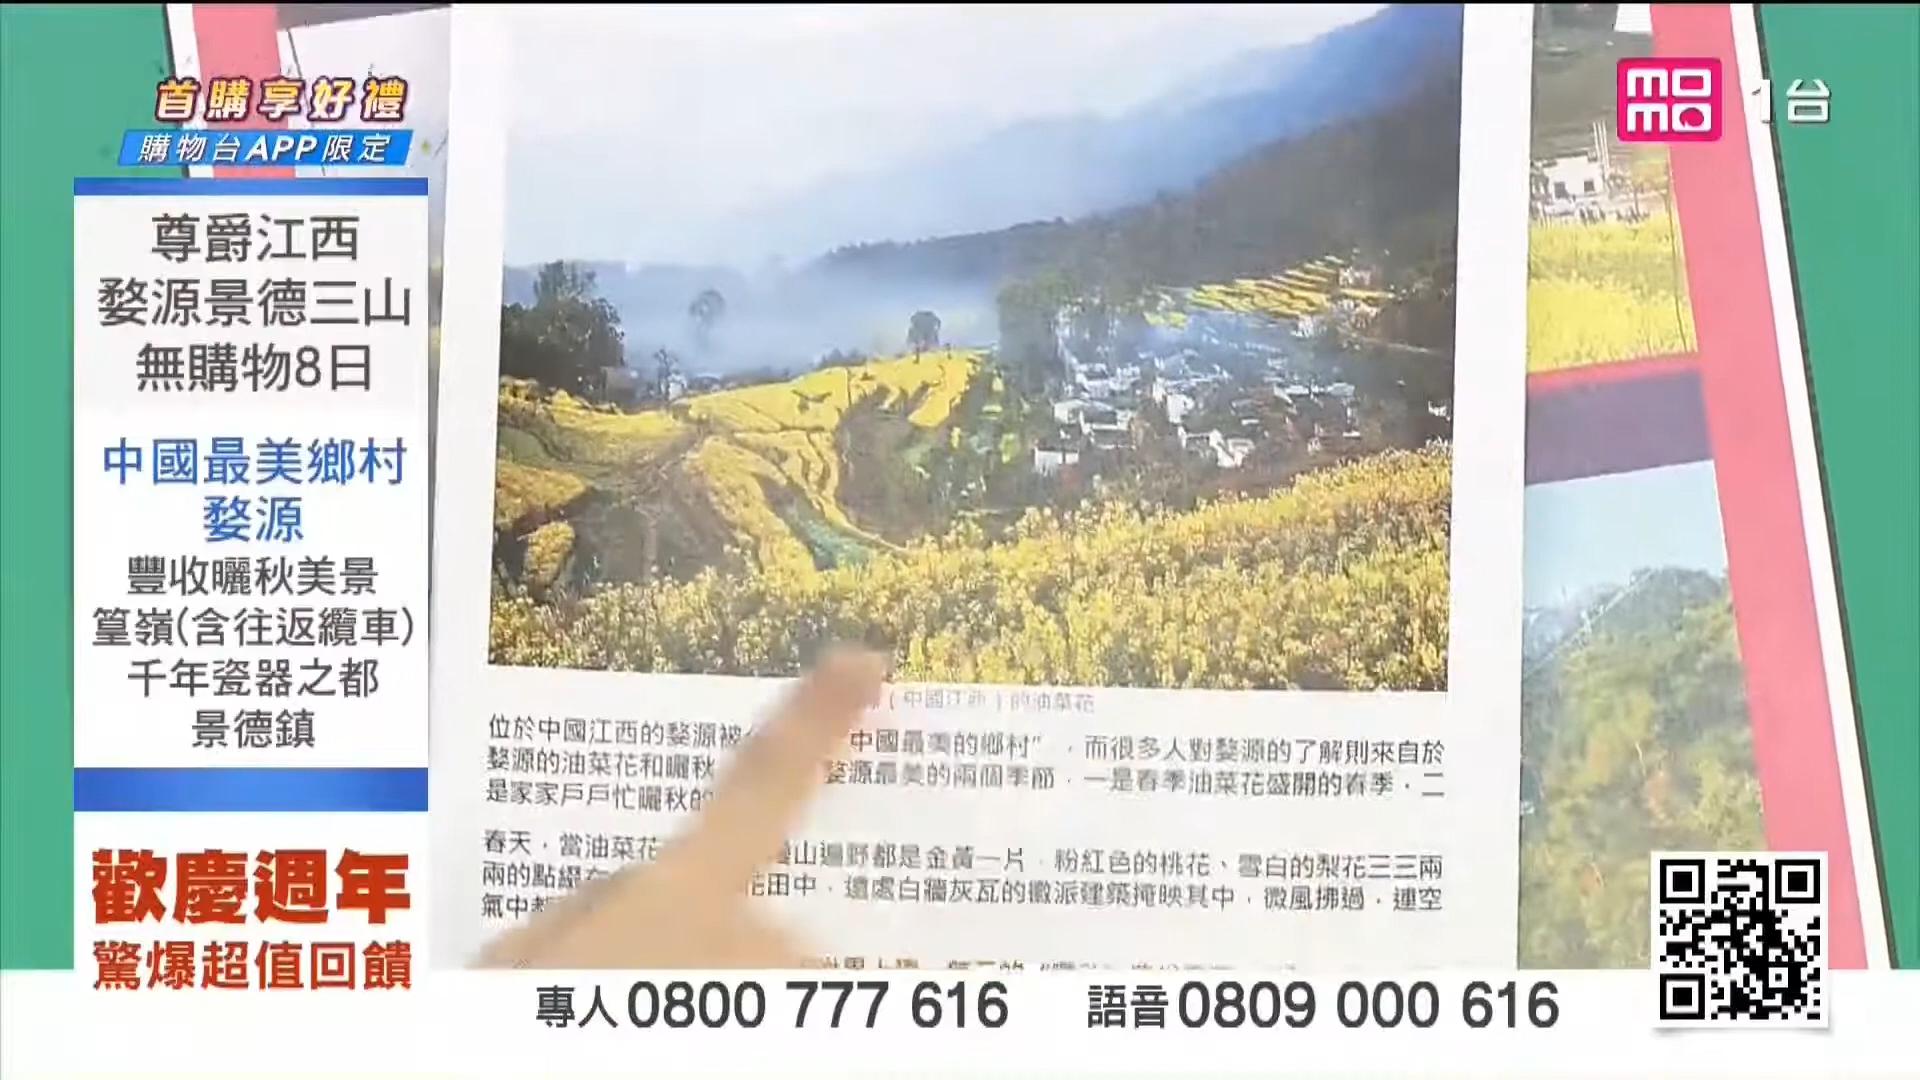 首購享好禮
購物台APP限定
momo 1台
尊爵江西
婺源景德三山
無購物8日
中國最美鄉村
婺源
豐收曬秋美景
篁嶺(含往返纜車)
千年瓷器之都
景德鎮
歡慶週年
驚爆超值回饋
(中國江西)的油菜花
位於中國江西的婺源被 中國最美的鄉村"，而很多人對婺源的了解則來自於
婺源的油菜花和曬秋 婺源最美的兩個季節，一是春季油菜花盛開的春季，二
是家家戶戶忙曬秋的
春天，當油菜花 山遍野都是金黃一片，粉紅色的桃花、雪白的梨花三三兩
兩的點綴在 花田中，遠處白牆灰瓦的徽派建築掩映其中，微風拂過，連空
氣中都
專人0800 777 616 語音0809 000 616